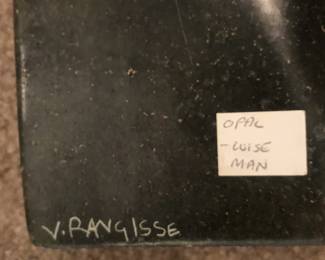 OPAL
- WISE
MAN
V. RANGISSE